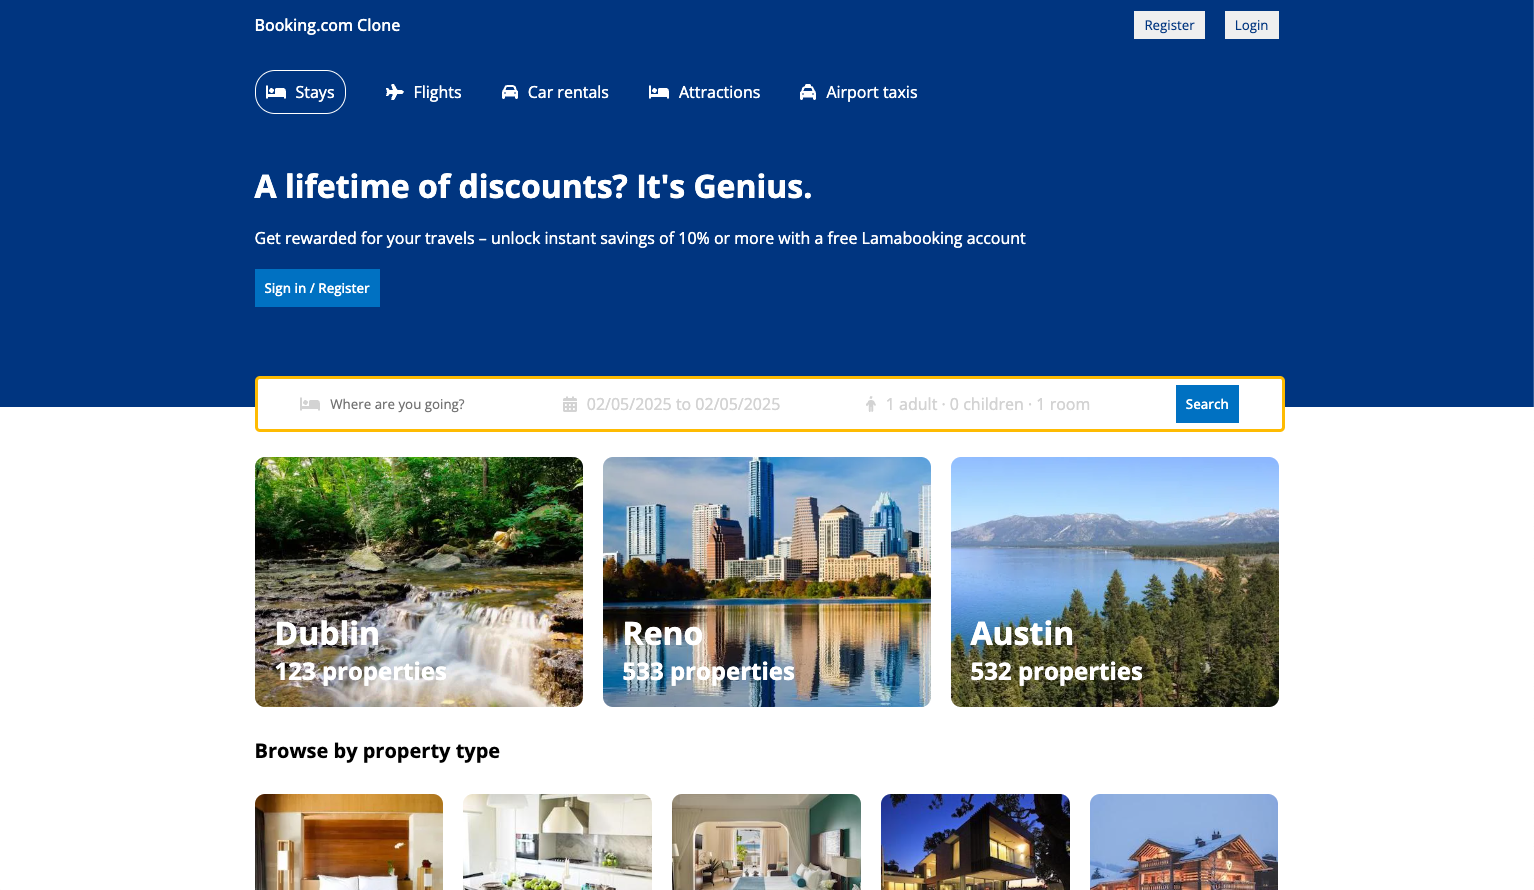 Booking.com Clone
Register
Login
Stays
Flights
Car rentals
Attractions
Airport taxis
A lifetime of discounts? It's Genius.
Get rewarded for your travels – unlock instant savings of 10% or more with a free Lamabooking account
Sign in / Register
Where are you going?
02/05/2025 to 02/05/2025
1 adult · 0 children · 1 room
Search
Dublin
123 properties
Reno
533 properties
Austin
532 properties
Browse by property type